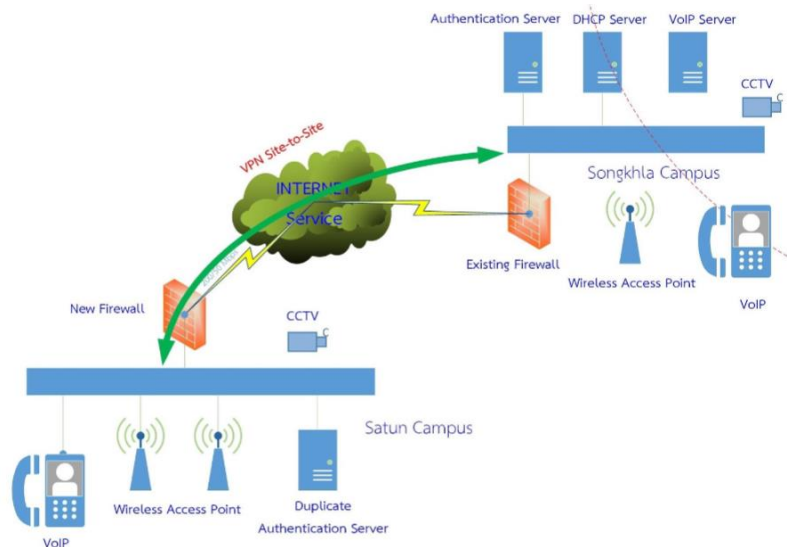 Authentication Server
DHCP Server
VoIP Server
CCTV
C
VPN Site-to-Site
INTERNET
Service
Songkhla Campus
Existing Firewall
Wireless Access Point
VoIP
New Firewall
CCTV
C
Satun Campus
VoIP
Wireless Access Point
Duplicate
Authentication Server